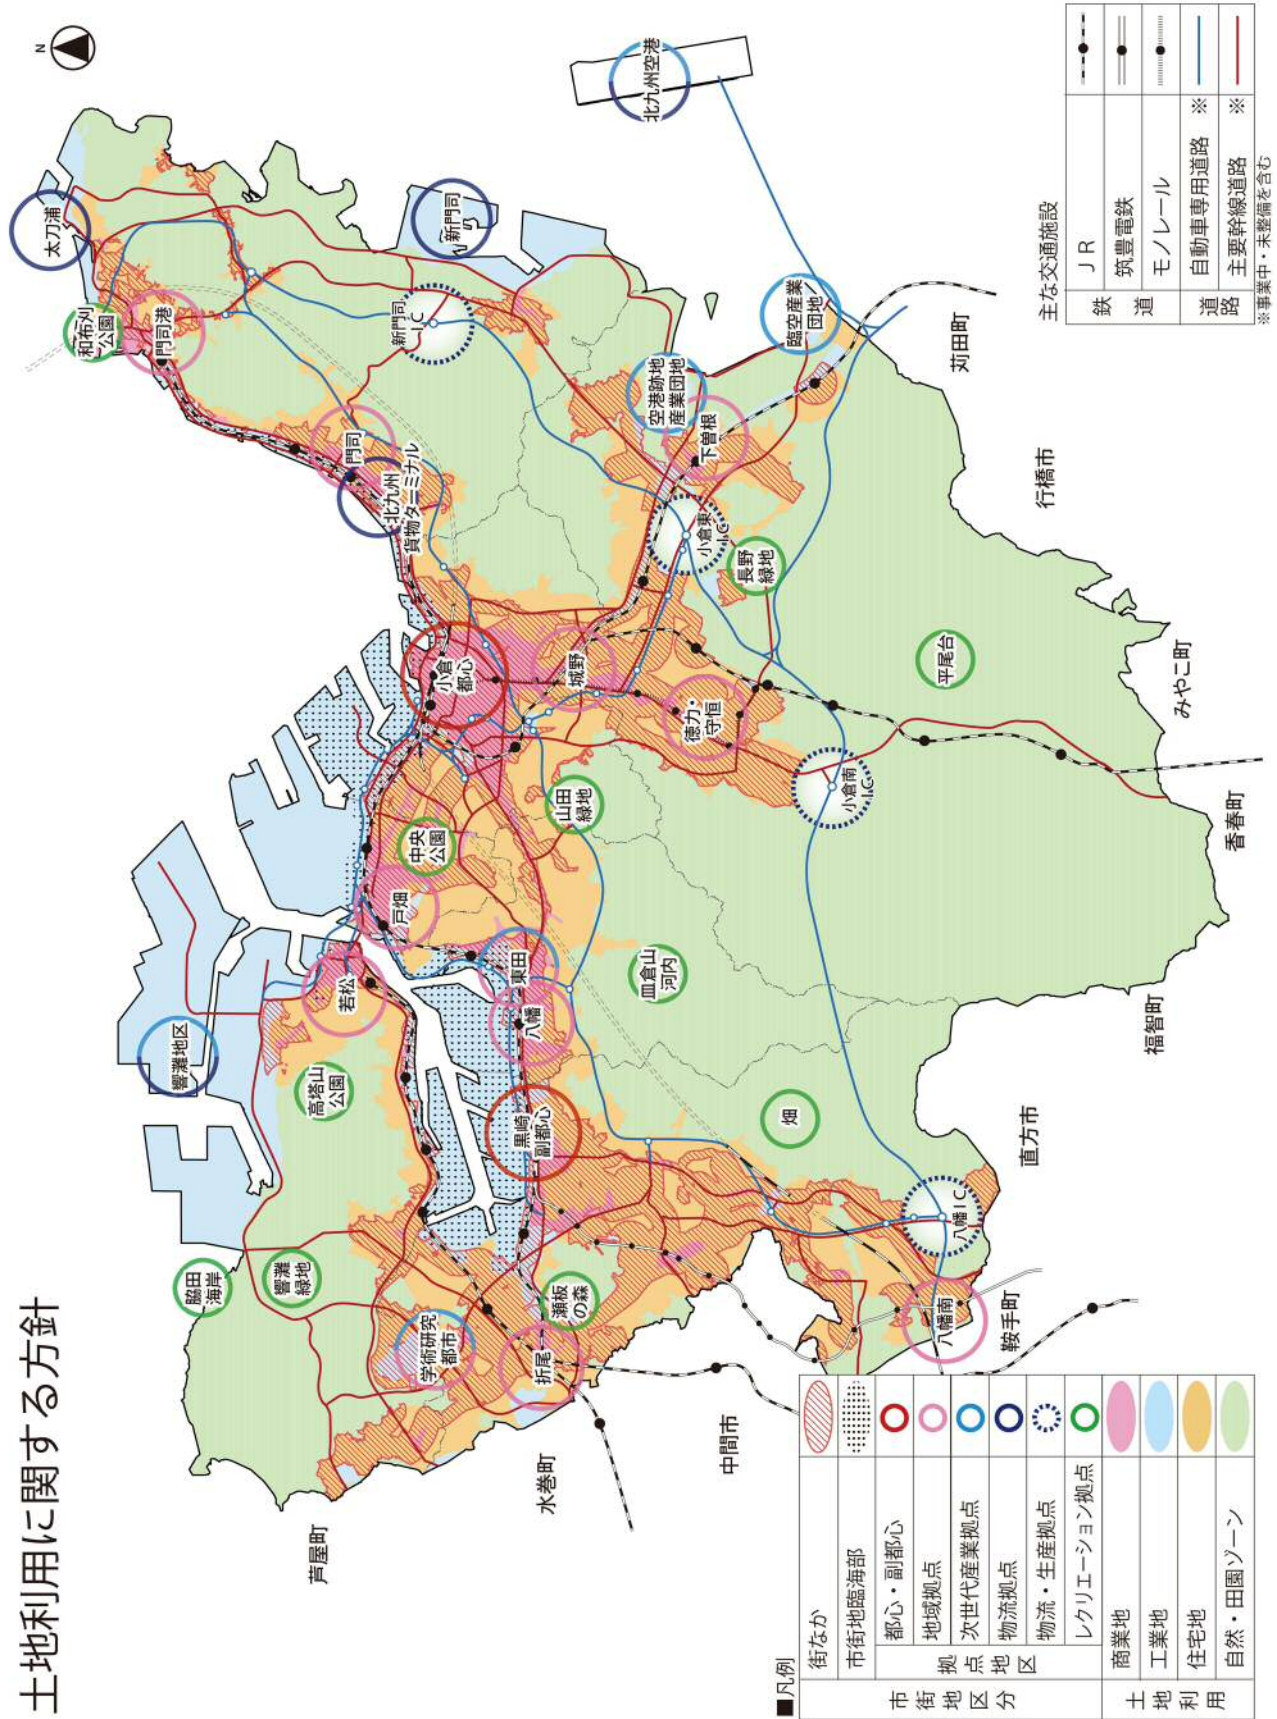 土地利用に関する方針
N
太刀浦
和布刈
公園
門司港
新門司
新門司
I.C
門司
北九州
貨物ターミナル
北九州空港
空港跡地
産業団地
下曽根
臨空産業
団地
小倉東
I.C
長野
緑地
小倉
都心
城野
徳力・
守恒
小倉南
I.C
平尾台
山田
緑地
中央
公園
戸畑
若松
響灘地区
高塔山
公園
東田
八幡
皿倉山
河内
黒崎
副都心
畑
脇田
海岸
響灘
緑地
学術研究
都市
折尾
瀬板
の森
八幡I.C
八幡南
芦屋町
水巻町
中間市
鞍手町
直方市
福智町
香春町
みやこ町
行橋市
苅田町
■凡例
市街地区分
街なか
市街地臨海部
拠点地区
都心・副都心
地域拠点
次世代産業拠点
物流拠点
物流・生産拠点
レクリエーション拠点
土地利用
商業地
工業地
住宅地
自然・田園ゾーン
主な交通施設
鉄道
JR
筑豊電鉄
モノレール
道路
自動車専用道路 ※
主要幹線道路 ※
※事業中・未整備を含む